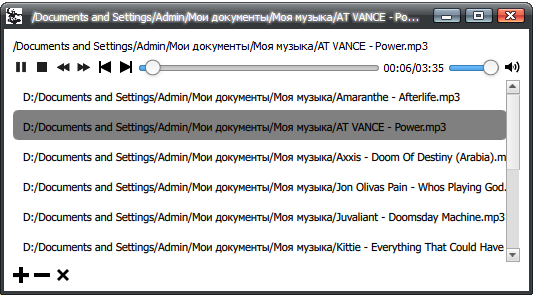 /Documents and Settings/Admin/Мои документы/Моя музыка/AT VANCE - Po...
/Documents and Settings/Admin/Мои документы/Моя музыка/AT VANCE - Power.mp3
00:06/03:35
D:/Documents and Settings/Admin/Мои документы/Моя музыка/Amaranthe - Afterlife.mp3
D:/Documents and Settings/Admin/Мои документы/Моя музыка/AT VANCE - Power.mp3
D:/Documents and Settings/Admin/Мои документы/Моя музыка/Axxis - Doom Of Destiny (Arabia).m
D:/Documents and Settings/Admin/Мои документы/Моя музыка/Jon Olivas Pain - Whos Playing God.
D:/Documents and Settings/Admin/Мои документы/Моя музыка/Juvaliant - Doomsday Machine.mp3
D:/Documents and Settings/Admin/Мои документы/Моя музыка/Kittie - Everything That Could Have